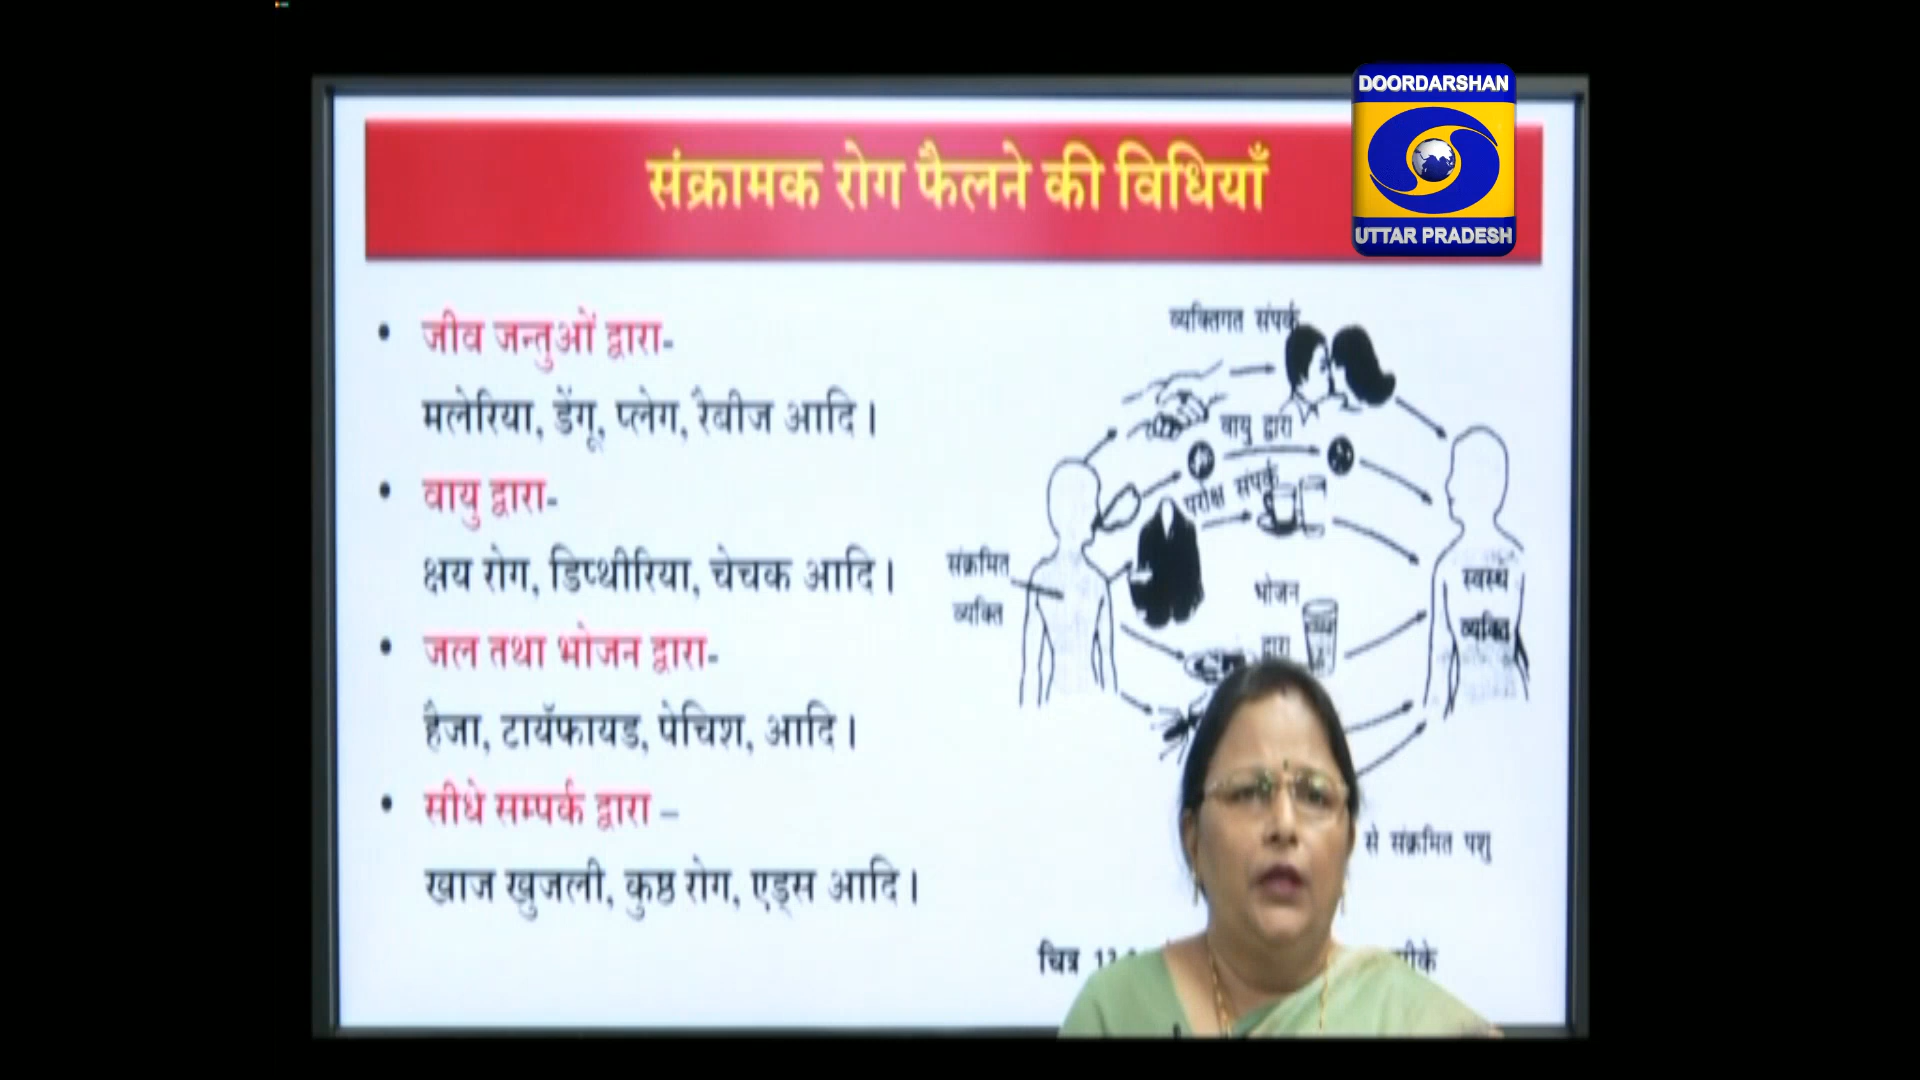 DOORDARSHAN
UTTAR PRADESH
संक्रामक रोग फैलने की विधियाँ
• जीव जन्तुओं द्वारा-
मलेरिया, डेंगू, प्लेग, रैबीज आदि।
• वायु द्वारा-
क्षय रोग, डिप्थीरिया, चेचक आदि।
• जल तथा भोजन द्वारा-
हैजा, टायॅफायड, पेचिश, आदि।
• सीधे सम्पर्क द्वारा –
खाज खुजली, कुष्ठ रोग, एड्स आदि।
व्यक्तिगत संपर्क
वायु द्वारा
परोक्ष संपर्क
संक्रमित
व्यक्ति
भोजन
द्वारा
स्वस्थ
व्यक्ति
से संक्रमित पशु
चित्र